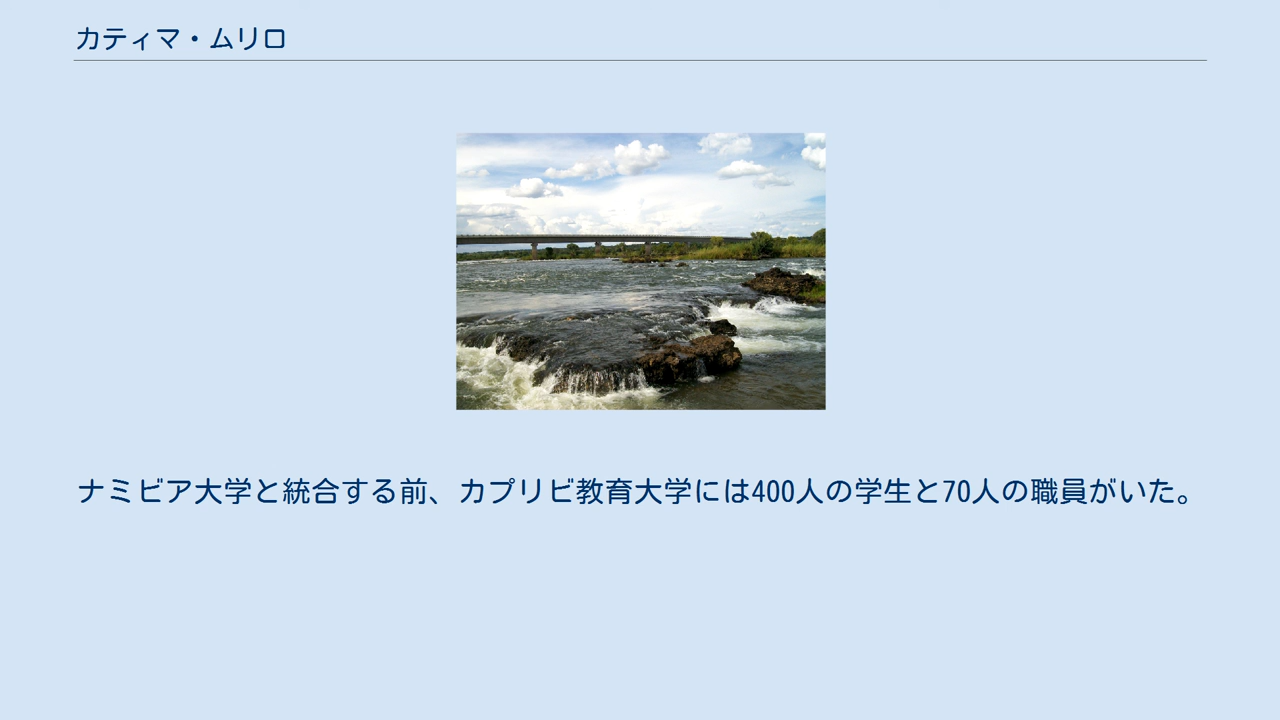 カティマ・ムリロ
ナミビア大学と統合する前、カプリビ教育大学には400人の学生と70人の職員がいた。